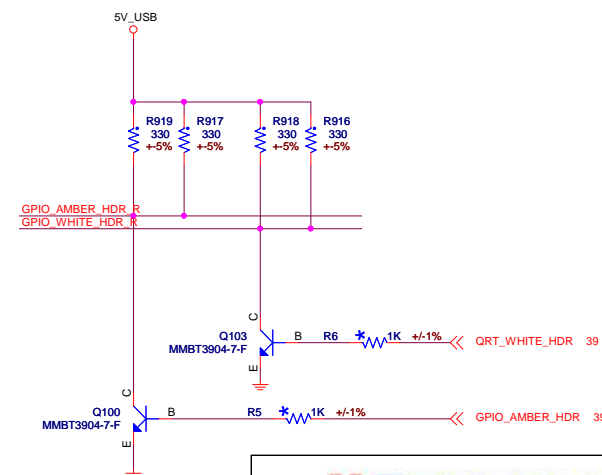 5V_USB
R919 R917 R918 R916
330 330 330 330
+-5% +-5% +-5% +-5%
GPIO_AMBER_HDR_R
GPIO_WHITE_HDR_R
C
Q103 B R6 * 1K +/-1% QRT_WHITE_HDR 39
MMBT3904-7-F
E
C
Q100 B R5 * 1K +/-1% GPIO_AMBER_HDR 39
MMBT3904-7-F
E